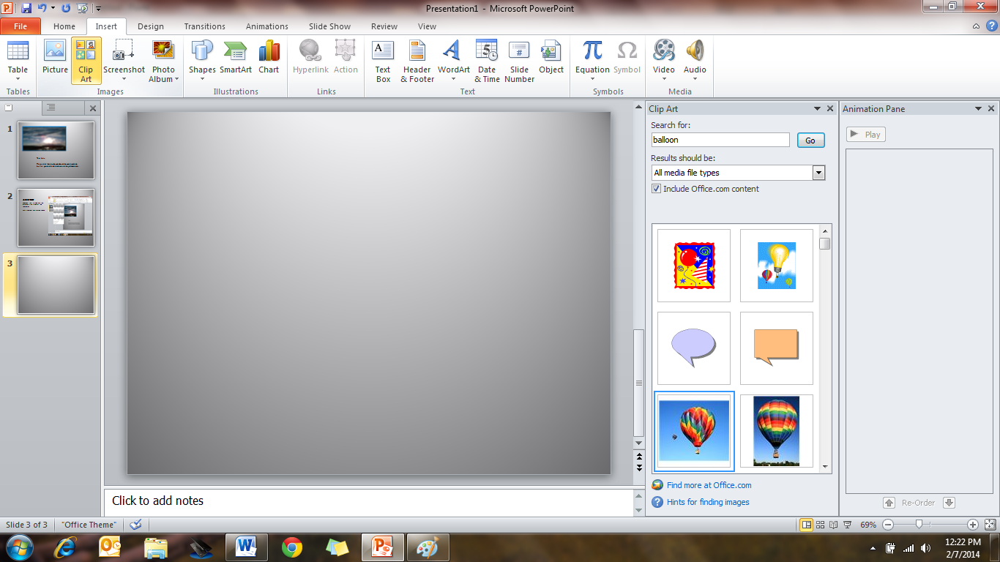 Presentation1 - Microsoft PowerPoint
File Home Insert Design Transitions Animations Slide Show Review View
Table Picture Clip Art Screenshot Photo Album Shapes SmartArt Chart Hyperlink Action Text Box Header & Footer WordArt Date & Time Slide Number Object Equation Symbol Video Audio
Tables Images Illustrations Links Text Symbols Media
1
2
3
Clip Art
Search for:
balloon
Go
Results should be:
All media file types
Include Office.com content
Find more at Office.com
Hints for finding images
Animation Pane
Play
Re-Order
Click to add notes
Slide 3 of 3 "Office Theme" 69%
12:22 PM
2/7/2014